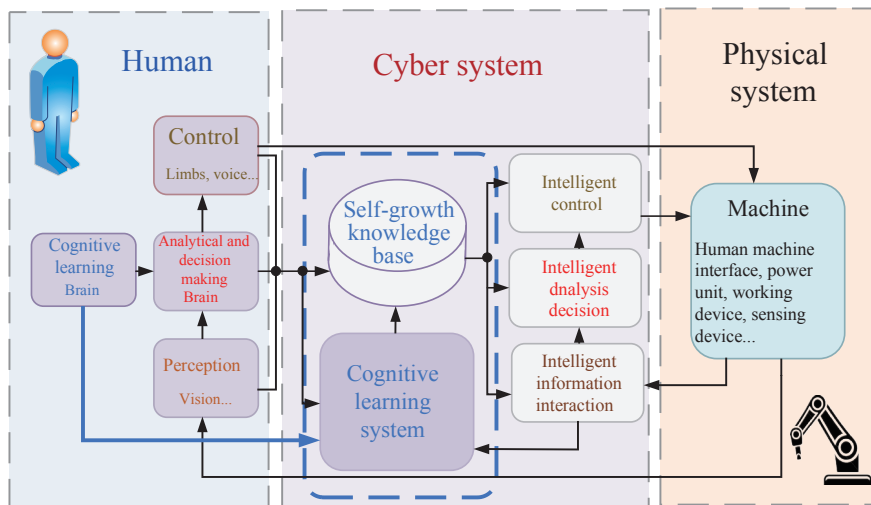 Human
Cyber system
Physical
system
Control
Limbs, voice...
Cognitive
learning
Brain
Analytical and
decision
making
Brain
Perception
Vision...
Self-growth
knowledge
base
Cognitive
learning
system
Intelligent
control
Intelligent
dnalysis
decision
Intelligent
information
interaction
Machine
Human machine
interface, power
unit, working
device, sensing
device...